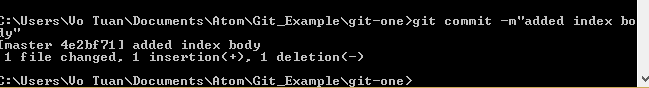 C:\Users\Vo Tuan\Documents\Atom\Git_Example\git-one>git commit -m"added index bo
dy"
[master 4e2bf71] added index body
 1 file changed, 1 insertion(+), 1 deletion(-)
C:\Users\Vo Tuan\Documents\Atom\Git_Example\git-one>